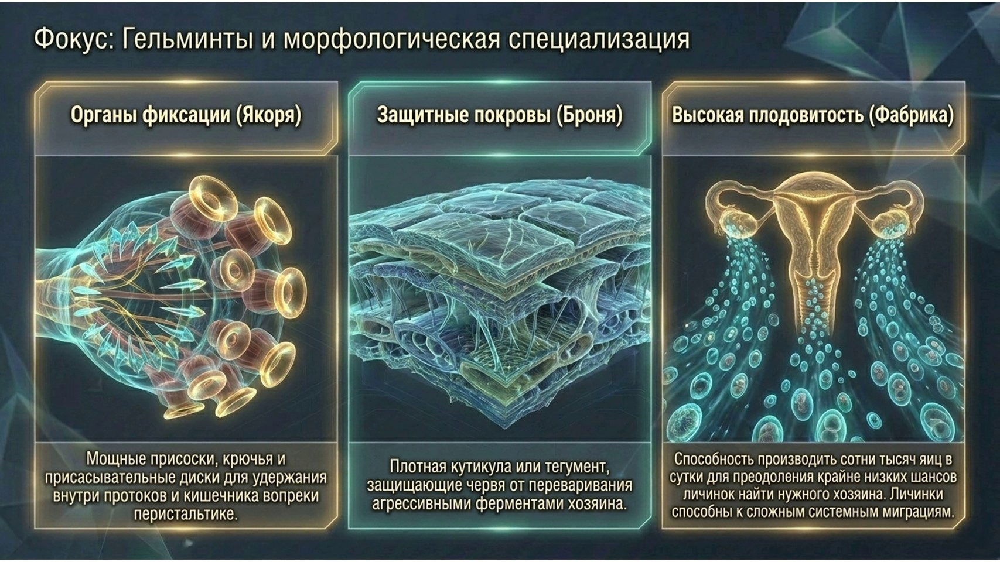 Фокус: Гельминты и морфологическая специализация
Органы фиксации (Якоря)
Мощные присоски, крючья и
присасывательные диски для удержания
внутри протоков и кишечника вопреки
перистальтике.
Защитные покровы (Броня)
Плотная кутикула или тегумент,
защищающие червя от переваривания
агрессивными ферментами хозяина.
Высокая плодовитость (Фабрика)
Способность производить сотни тысяч яиц в
сутки для преодоления крайне низких шансов
личинок найти нужного хозяина. Личинки
способны к сложным системным миграциям.